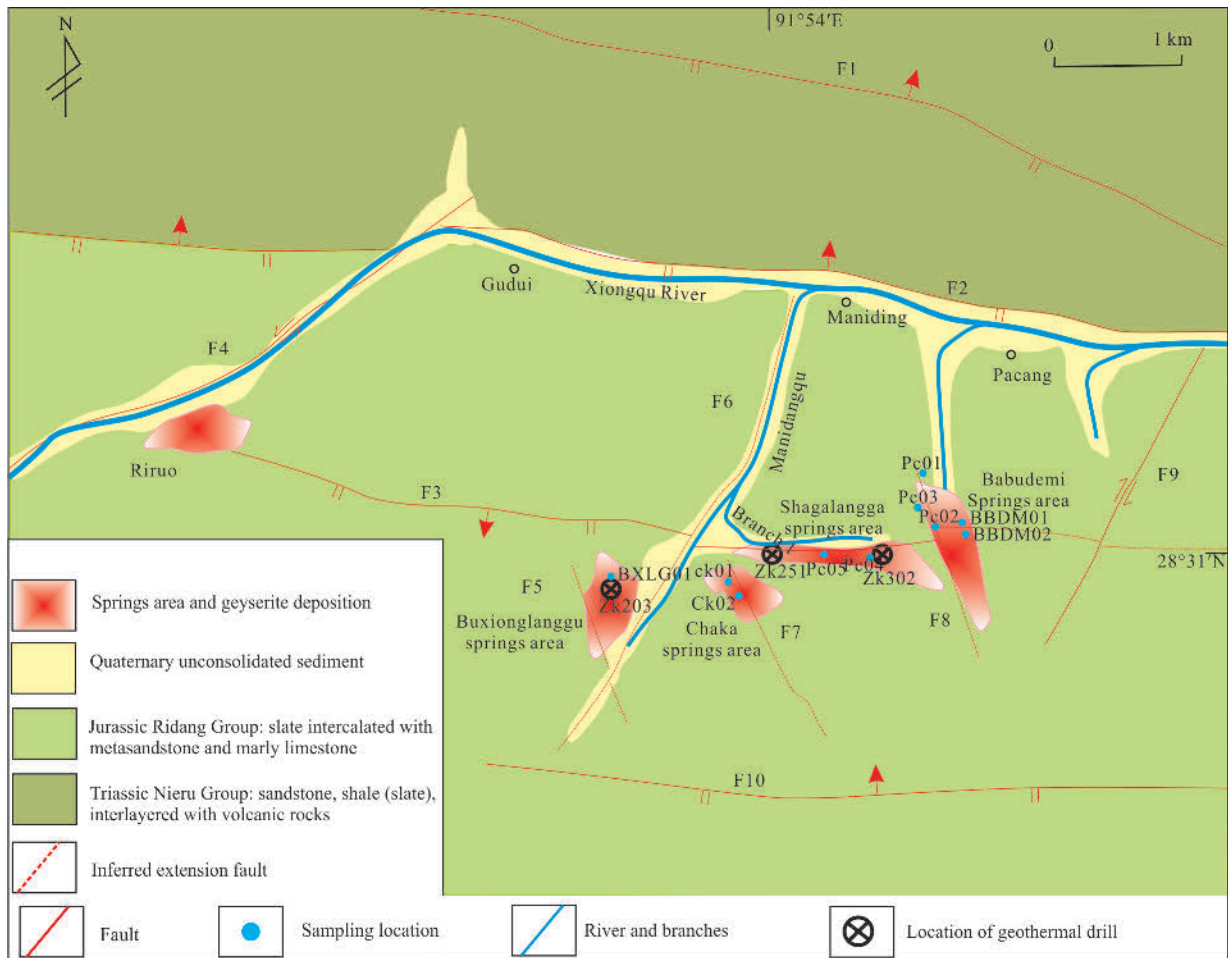 91°54′E
N
0
1 km
F1
Gudui
Xiongqu River
F2
Maniding
Pacang
F4
F6
Manidangqu
Riruo
F3
F9
Pc01
Babudemi
Springs area
Pc03
Pc02
BBDM01
BBDM02
Shagalangga
springs area
Branch 1
28°31′N
BXLG01
ck01
Zk251
Pc05
Pc04
Zk302
F5
Zk203
Ck02
F7
F8
Buxionglanggu
springs area
Chaka
springs area
F10
Springs area and geyserite deposition
Quaternary unconsolidated sediment
Jurassic Ridang Group: slate intercalated with
metasandstone and marly limestone
Triassic Nieru Group: sandstone, shale (slate),
interlayered with volcanic rocks
Inferred extension fault
Fault
Sampling location
River and branches
Location of geothermal drill